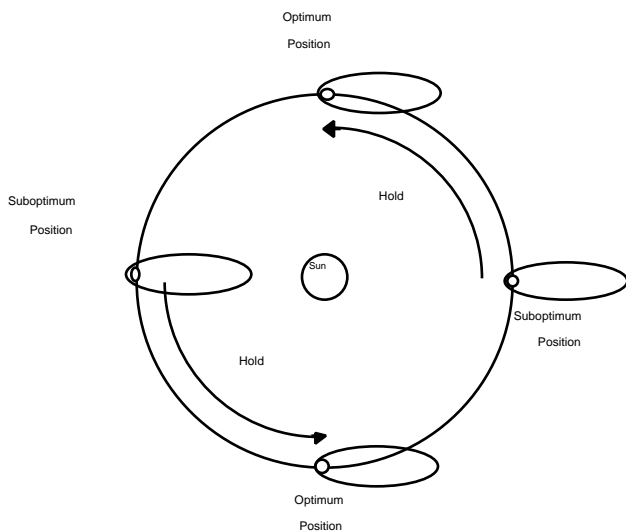 Optimum
Position
Suboptimum
Position
Hold
Sun
Suboptimum
Position
Hold
Optimum
Position